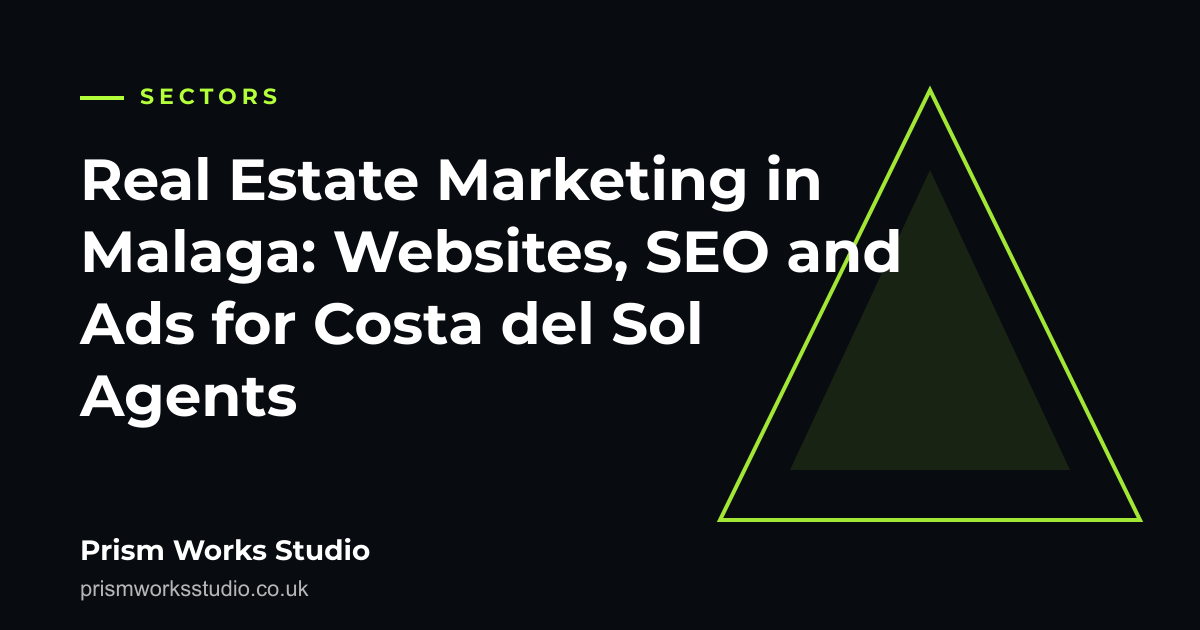 SECTORS
Real Estate Marketing in
Malaga: Websites, SEO and
Ads for Costa del Sol
Agents
Prism Works Studio
prismworksstudio.co.uk